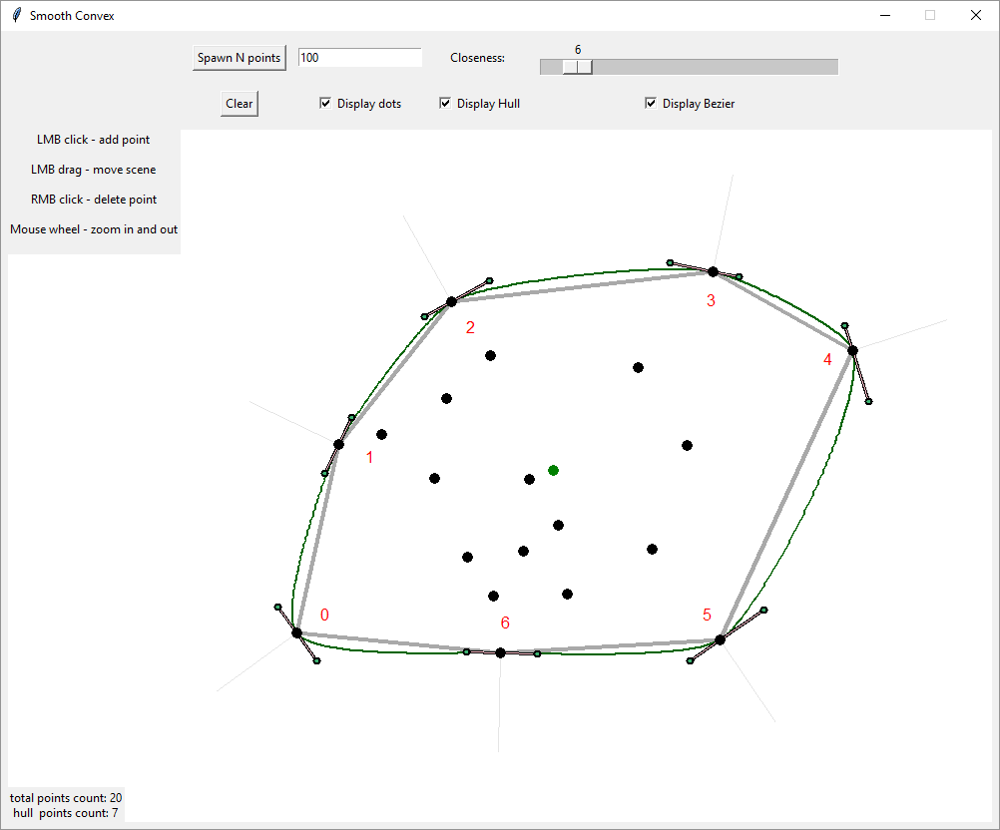 Smooth Convex
Spawn N points 100 Closeness: 6
Clear Display dots Display Hull Display Bezier
LMB click - add point
LMB drag - move scene
RMB click - delete point
Mouse wheel - zoom in and out
3
2
4
1
0
5
6
total points count: 20
hull points count: 7